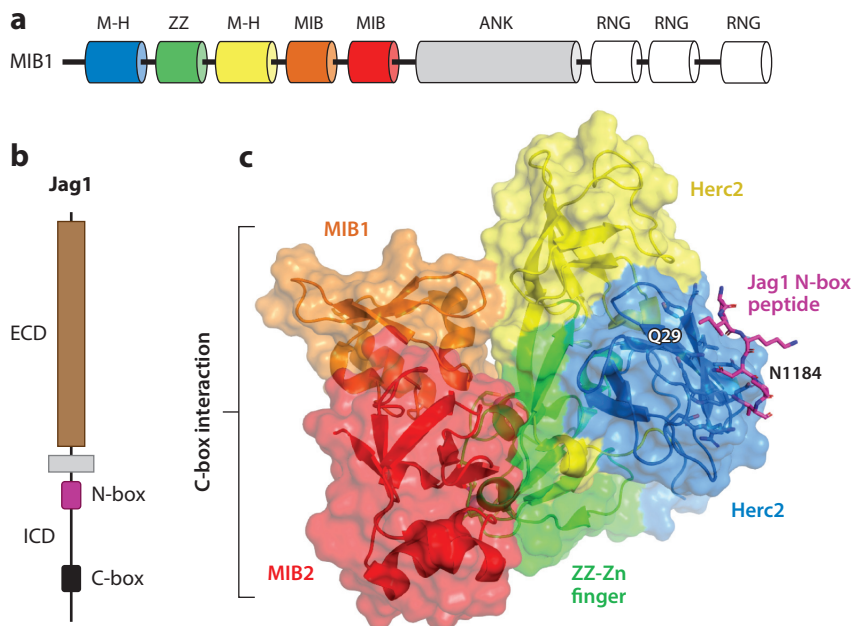 a
M-H ZZ M-H MIB MIB ANK RNG RNG RNG
MIB1
b
Jag1
ECD
N-box
ICD
C-box
c
C-box interaction
MIB1
Herc2
Jag1 N-box
peptide
Q29
N1184
Herc2
MIB2
ZZ-Zn
finger